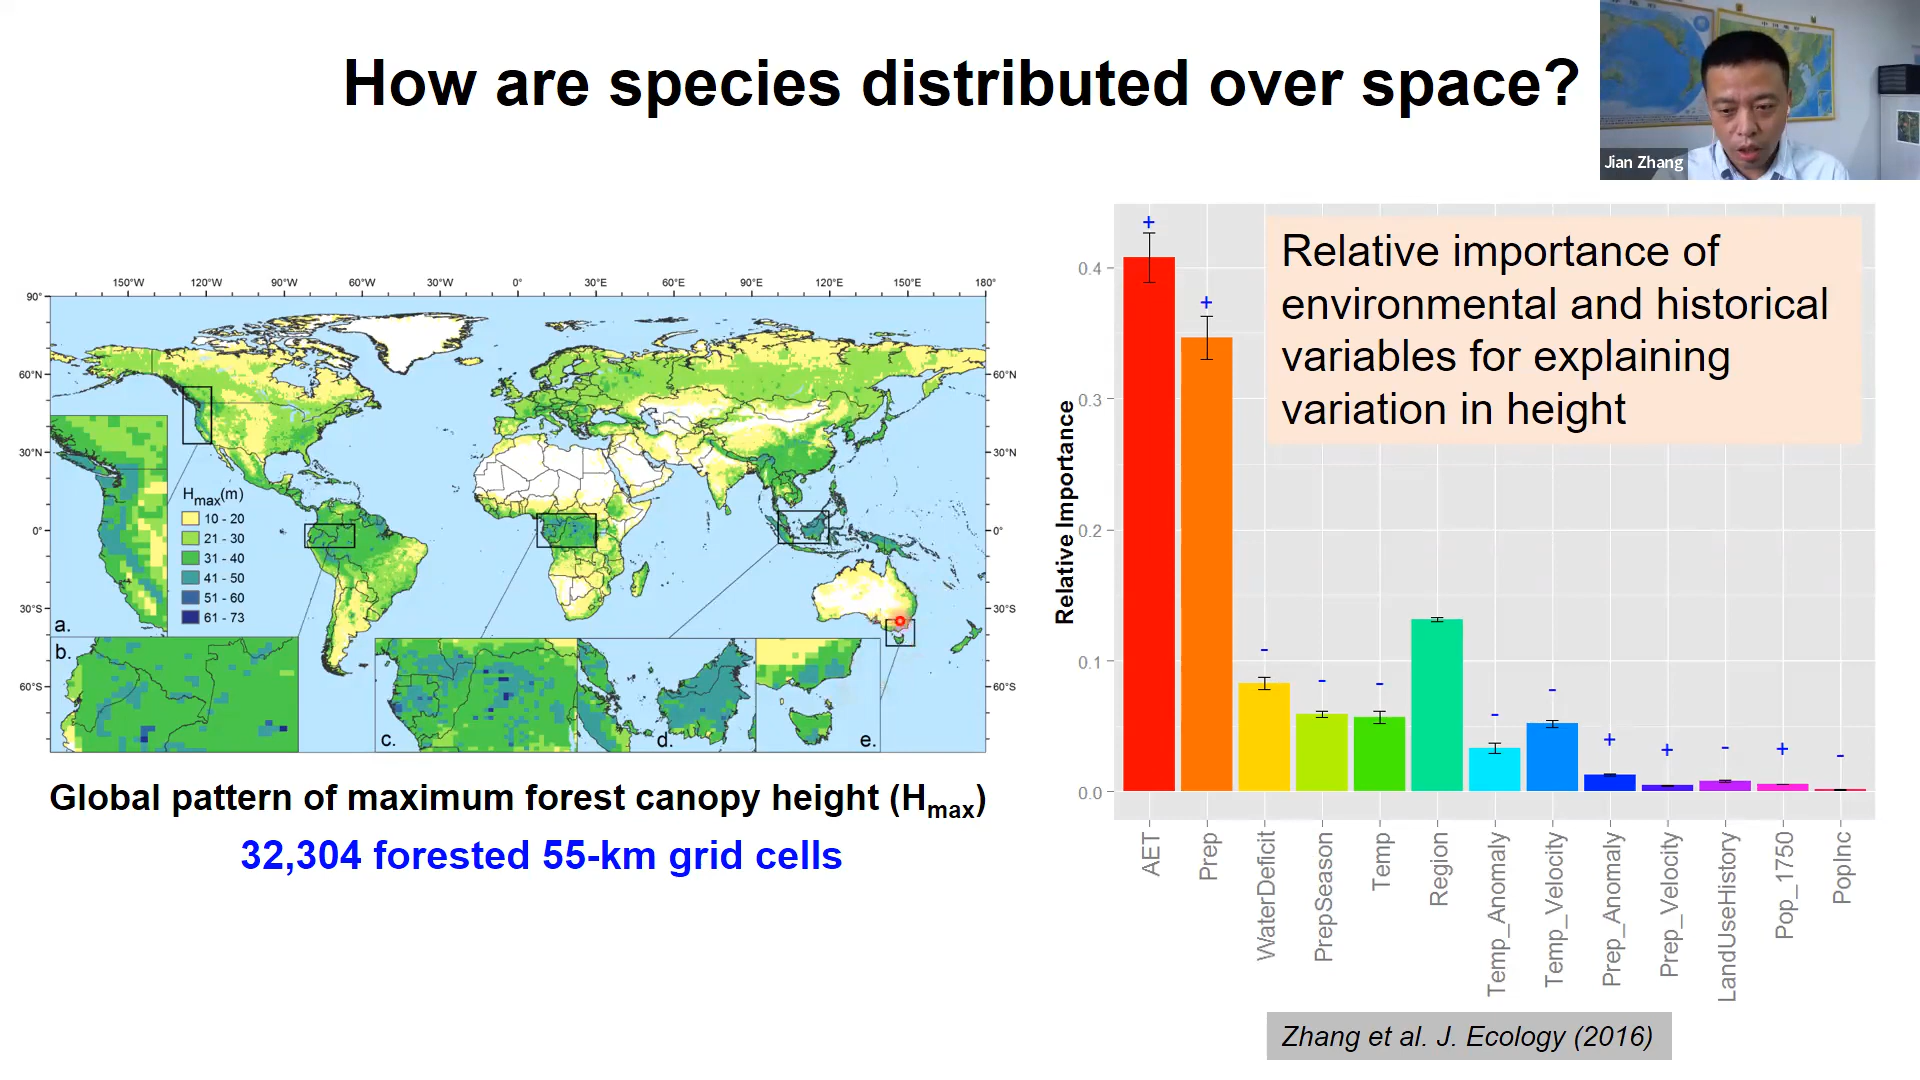 How are species distributed over space?
Jian Zhang
150°W 120°W 90°W 60°W 30°W 0° 30°E 60°E 90°E 120°E 150°E 180°
90°
60°N 60°N
30°N 30°N
0° 0°
30°S 30°S
60°S 60°S
Hmax(m)
10 - 20
21 - 30
31 - 40
41 - 50
51 - 60
61 - 73
a.
b.
c.
d.
e.
Global pattern of maximum forest canopy height (Hmax)
32,304 forested 55-km grid cells
Relative importance of
environmental and historical
variables for explaining
variation in height
Relative Importance
0.4
0.3
0.2
0.1
0.0
+ + - - - - - + + - + -
AET
Prep
WaterDeficit
PrepSeason
Temp
Region
Temp_Anomaly
Temp_Velocity
Prep_Anomaly
Prep_Velocity
LandUseHistory
Pop_1750
PopInc
Zhang et al. J. Ecology (2016)